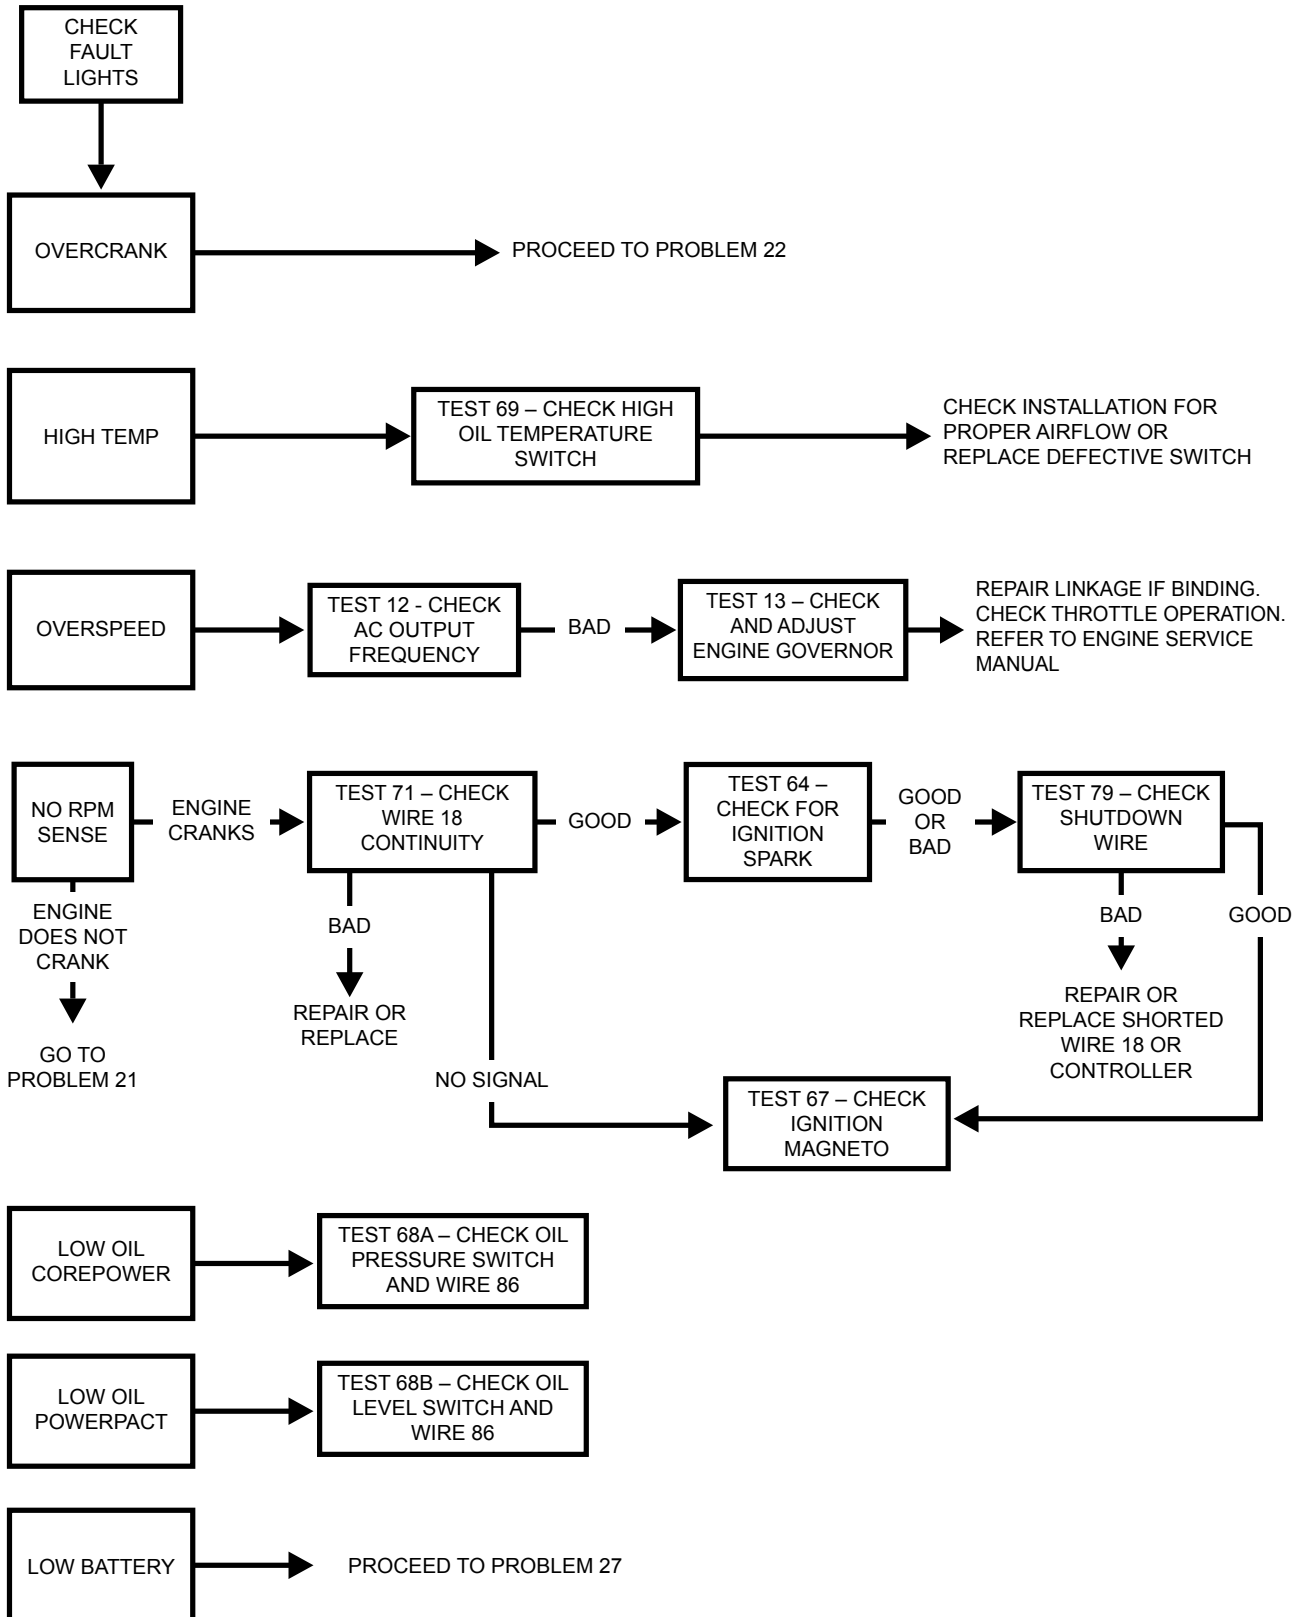 CHECK
FAULT
LIGHTS
OVERCRANK
PROCEED TO PROBLEM 22
HIGH TEMP
TEST 69 – CHECK HIGH
OIL TEMPERATURE
SWITCH
CHECK INSTALLATION FOR
PROPER AIRFLOW OR
REPLACE DEFECTIVE SWITCH
OVERSPEED
TEST 12 - CHECK
AC OUTPUT
FREQUENCY
BAD
TEST 13 – CHECK
AND ADJUST
ENGINE GOVERNOR
REPAIR LINKAGE IF BINDING.
CHECK THROTTLE OPERATION.
REFER TO ENGINE SERVICE
MANUAL
NO RPM
SENSE
ENGINE
CRANKS
TEST 71 – CHECK
WIRE 18
CONTINUITY
GOOD
TEST 64 –
CHECK FOR
IGNITION
SPARK
GOOD
OR
BAD
TEST 79 – CHECK
SHUTDOWN
WIRE
ENGINE
DOES NOT
CRANK
GO TO
PROBLEM 21
BAD
REPAIR OR
REPLACE
NO SIGNAL
BAD
REPAIR OR
REPLACE SHORTED
WIRE 18 OR
CONTROLLER
GOOD
TEST 67 – CHECK
IGNITION
MAGNETO
LOW OIL
COREPOWER
TEST 68A – CHECK OIL
PRESSURE SWITCH
AND WIRE 86
LOW OIL
POWERPACT
TEST 68B – CHECK OIL
LEVEL SWITCH AND
WIRE 86
LOW BATTERY
PROCEED TO PROBLEM 27